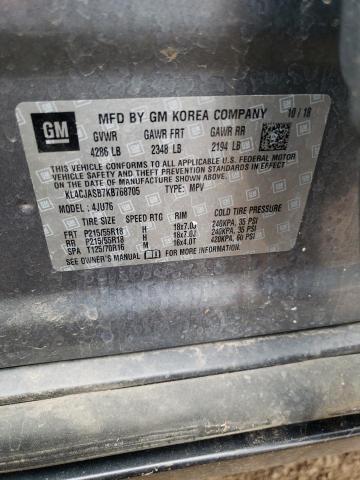 MFD BY GM KOREA COMPANY 10/18
GM
GVWR GAWR FRT GAWR RR
4286 LB 2348 LB 2194 LB
THIS VEHICLE CONFORMS TO ALL APPLICABLE U.S. FEDERAL MOTOR
VEHICLE SAFETY, BUMPER, AND THEFT PREVENTION STANDARDS IN EFFECT
ON THE DATE OF MANUFACTURE SHOWN ABOVE.
KL4CJASB7KB768705 TYPE: MPV
MODEL: 4JU76
TIRE SIZE SPEED RTG RIM COLD TIRE PRESSURE
FRT P215/55R18 H 18x7.0J 240KPA, 35 PSI
RR P215/55R18 H 18x7.0J 240KPA, 35 PSI
SPA T125/70R16 M 16x4.0T 420KPA, 60 PSI
SEE OWNER'S MANUAL FOR MORE INFORMATION.